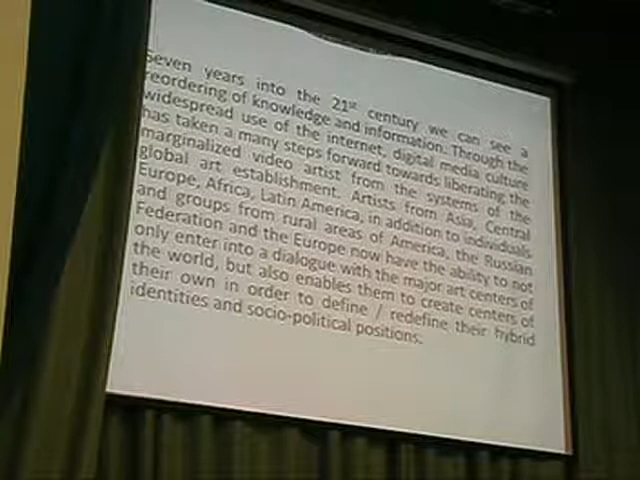 Seven years into the 21st century we can see a
reordering of knowledge and information. Through the
widespread use of the internet, digital media culture
has taken a many steps forward towards liberating the
marginalized video artist from the systems of the
global art establishment. Artists from Asia, Central
Europe, Africa, Latin America, in addition to individuals
and groups from rural areas of America, the Russian
Federation and the Europe now have the ability to not
only enter into a dialogue with the major art centers of
the world, but also enables them to create centers of
their own in order to define / redefine their hybrid
identities and socio-political positions.